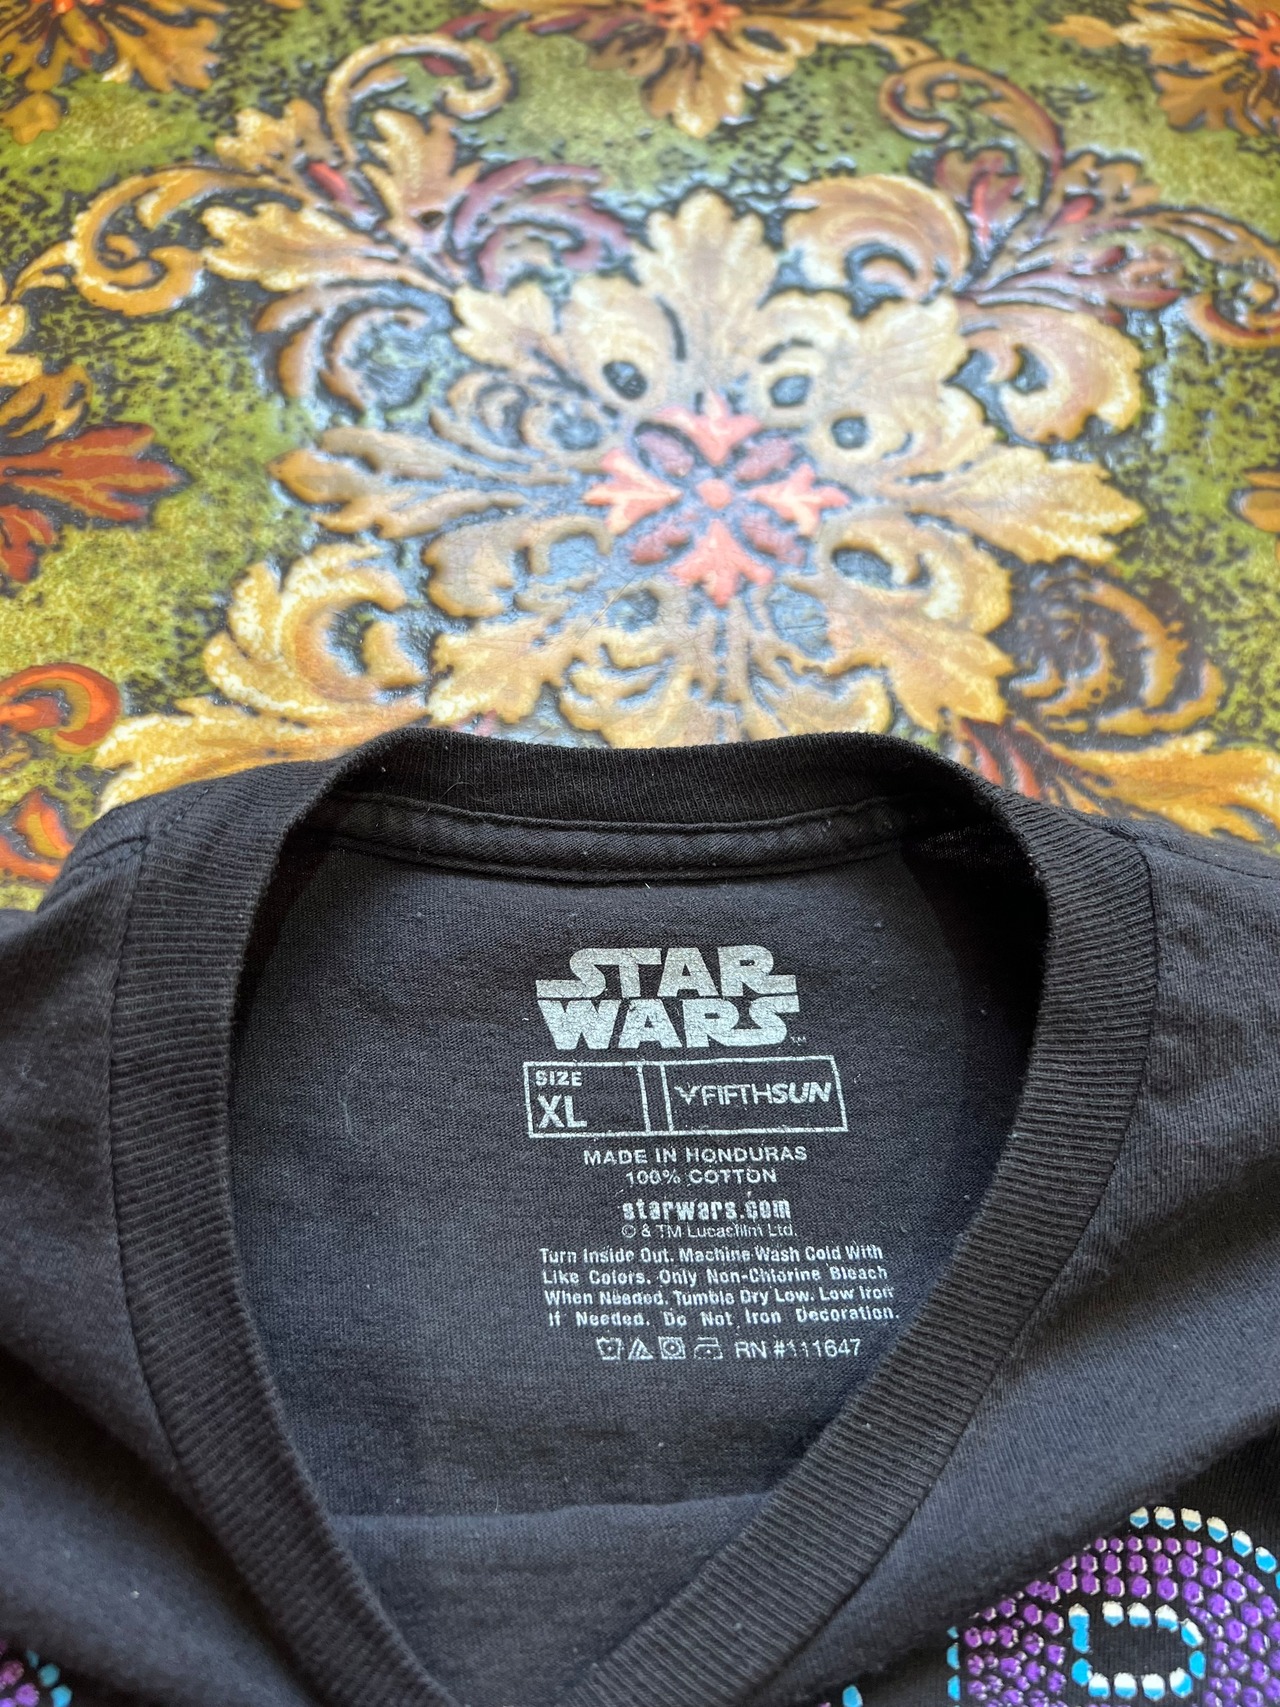 STAR
WARS™
SIZE
XL
FIFTHSUN
MADE IN HONDURAS
100% COTTON
starwars.com
© & TM Lucasfilm Ltd.
Turn Inside Out. Machine Wash Cold With
Like Colors. Only Non-Chlorine Bleach
When Needed. Tumble Dry Low. Low Iron
If Needed. Do Not Iron Decoration.
RN #111647